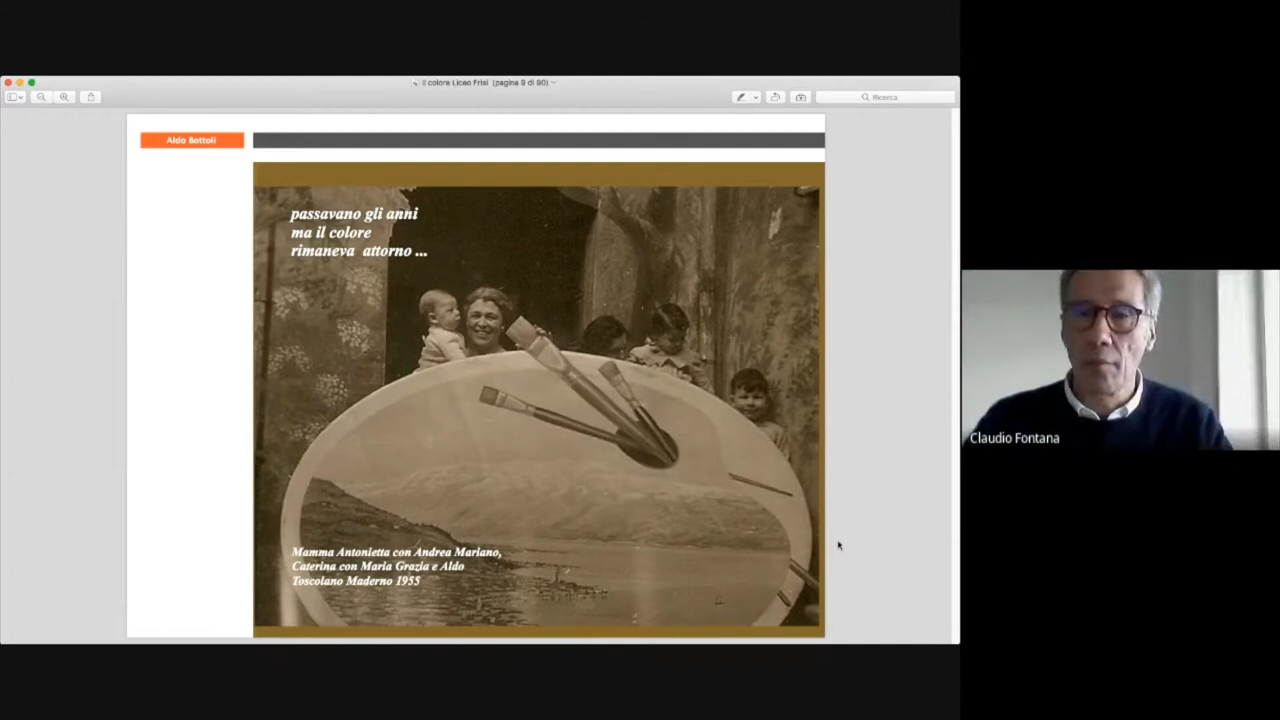 Il colore Liceo Frisi (pagina 9 di 90)
Ricerca
Aldo Bottoli
passavano gli anni
ma il colore
rimaneva attorno ...
Mamma Antonietta con Andrea Mariano,
Caterina con Maria Grazia e Aldo
Toscolano Maderno 1955
Claudio Fontana